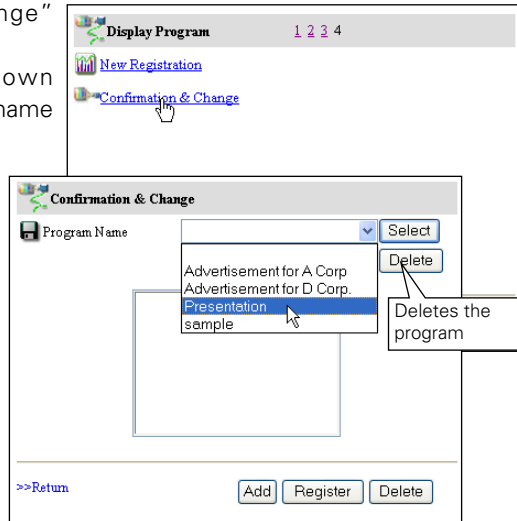 nge"
own
name
Display Program 1 2 3 4
New Registration
Confirmation & Change
Confirmation & Change
Program Name Select
Delete
Advertisement for A Corp
Advertisement for D Corp.
Presentation
sample
Deletes the
program
>>Return Add Register Delete